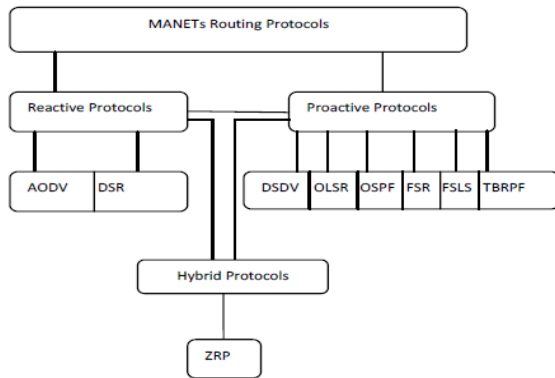 MANETs Routing Protocols
Reactive Protocols
Proactive Protocols
AODV DSR
DSDV OLSR OSPF FSR FSLS TBRPF
Hybrid Protocols
ZRP